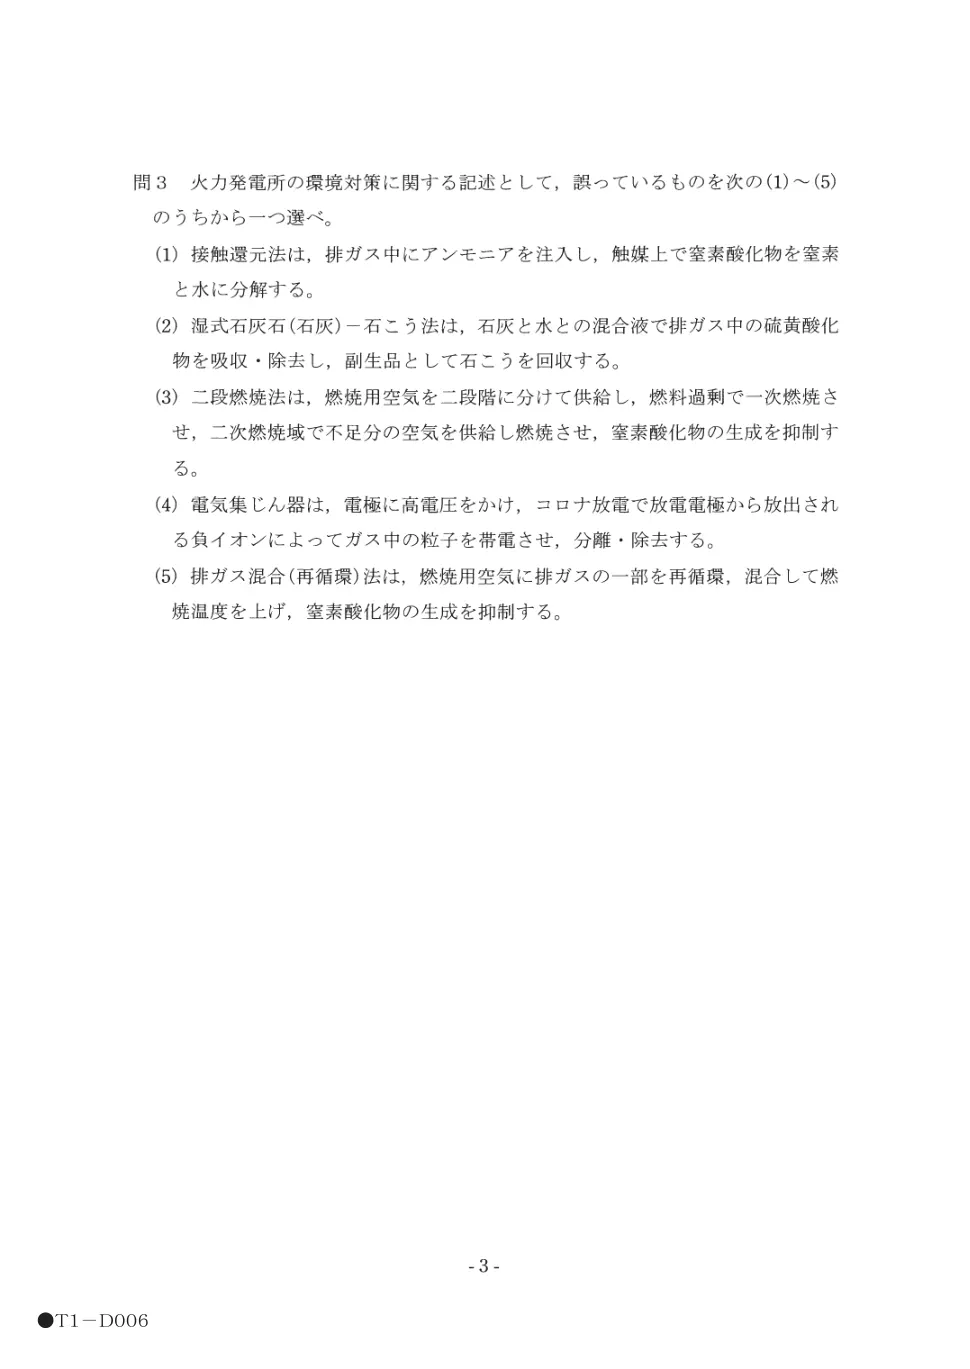 問３　火力発電所の環境対策に関する記述として，誤っているものを次の(1)～(5)
のうちから一つ選べ。
(1) 接触還元法は，排ガス中にアンモニアを注入し，触媒上で窒素酸化物を窒素
と水に分解する。
(2) 湿式石灰石(石灰)－石こう法は，石灰と水との混合液で排ガス中の硫黄酸化
物を吸収・除去し，副生品として石こうを回収する。
(3) 二段燃焼法は，燃焼用空気を二段階に分けて供給し，燃料過剰で一次燃焼さ
せ，二次燃焼域で不足分の空気を供給し燃焼させ，窒素酸化物の生成を抑制す
る。
(4) 電気集じん器は，電極に高電圧をかけ，コロナ放電で放電電極から放出され
る負イオンによってガス中の粒子を帯電させ，分離・除去する。
(5) 排ガス混合(再循環)法は，燃焼用空気に排ガスの一部を再循環，混合して燃
焼温度を上げ，窒素酸化物の生成を抑制する。
- 3 -
●T1－D006